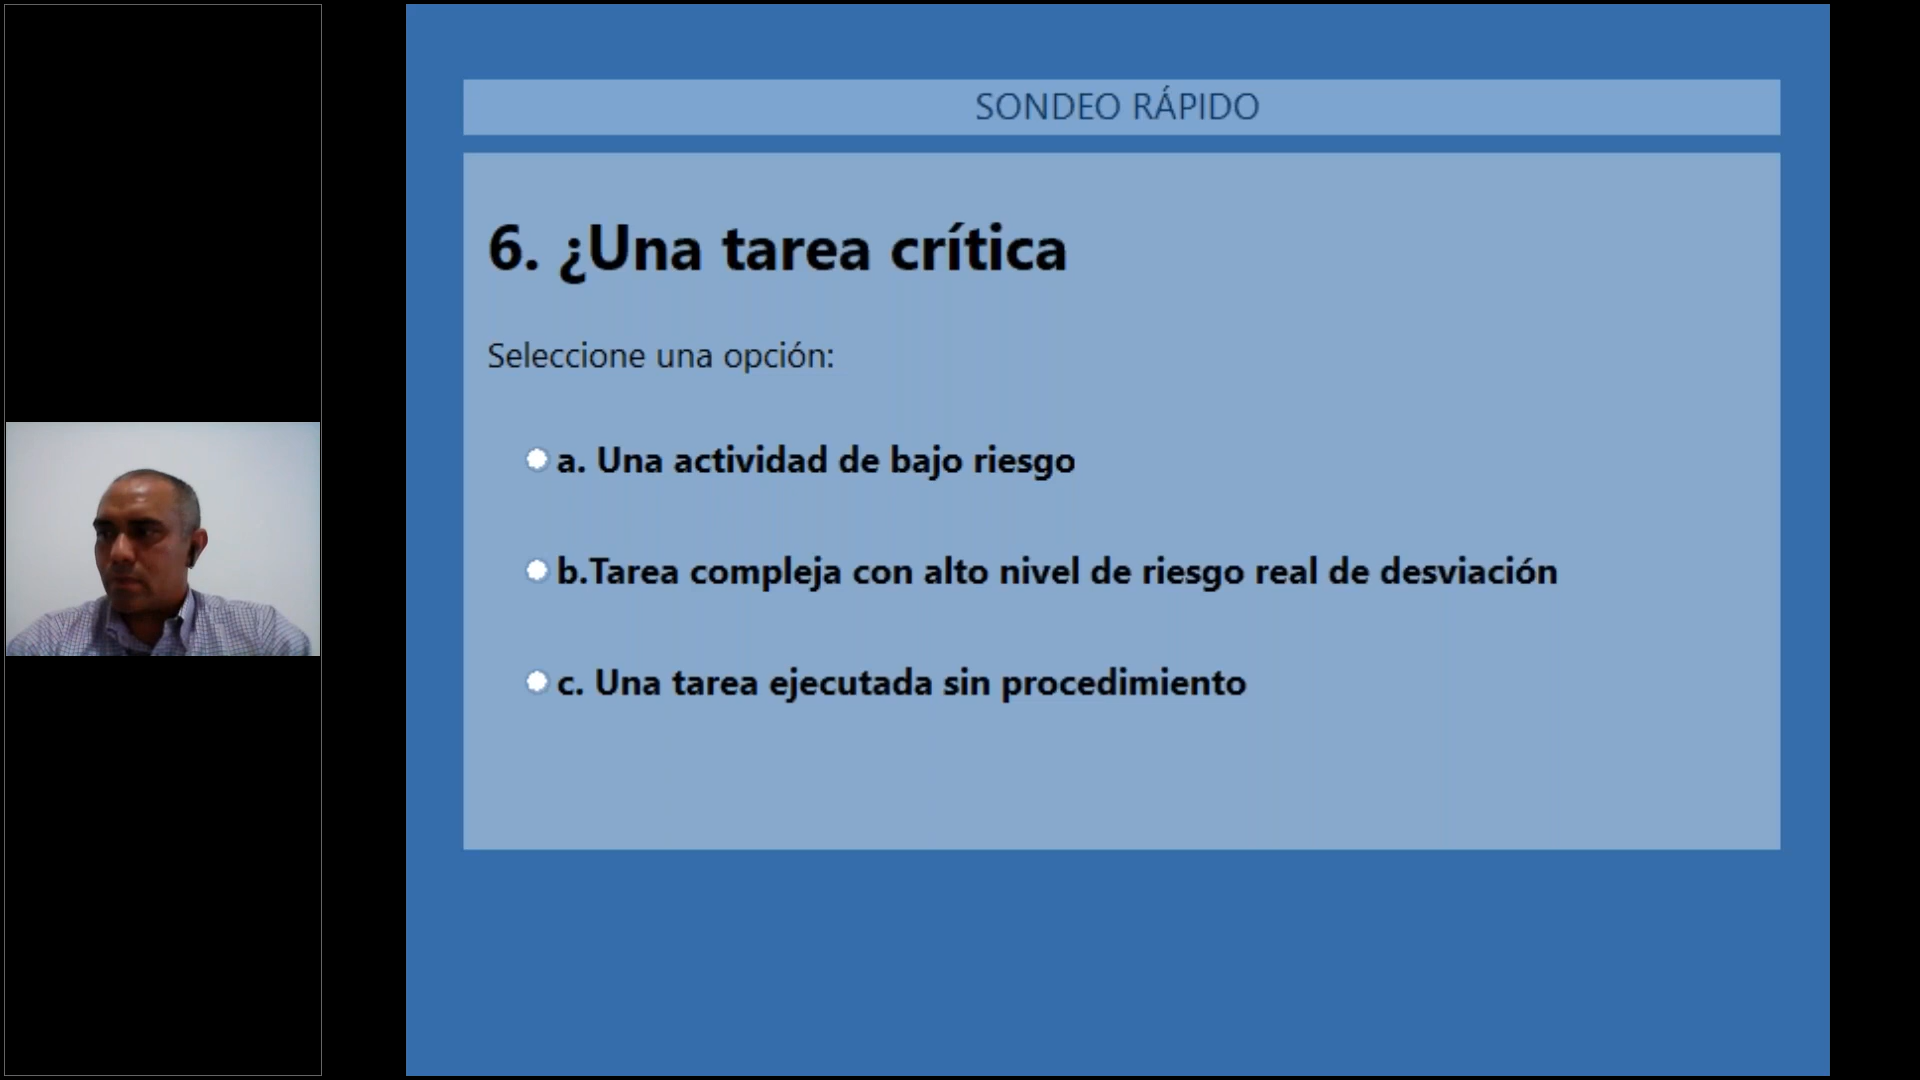 SONDEO RÁPIDO
6. ¿Una tarea crítica
Seleccione una opción:
a. Una actividad de bajo riesgo
b.Tarea compleja con alto nivel de riesgo real de desviación
c. Una tarea ejecutada sin procedimiento